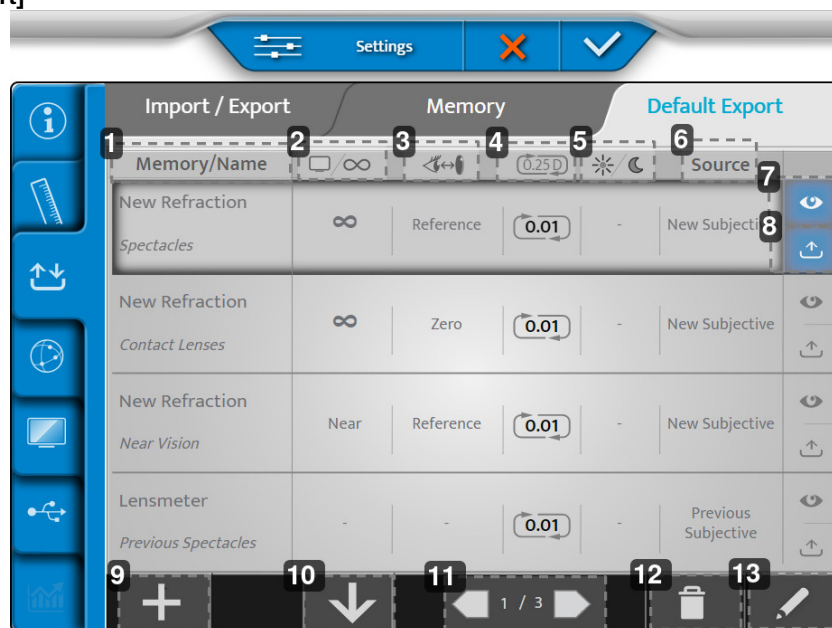 ft]
Settings
Import / Export Memory Default Export
1 2 3 4 5 6
Memory/Name 0.25 D Source
7
New Refraction
Spectacles
Reference 0.01 - New Subjecti
8
New Refraction
Contact Lenses
Zero 0.01 - New Subjective
New Refraction
Near Vision
Near Reference 0.01 - New Subjective
Lensmeter
Previous Spectacles
- - 0.01 - Previous
Subjective
9 10 11 12 13
1 / 3